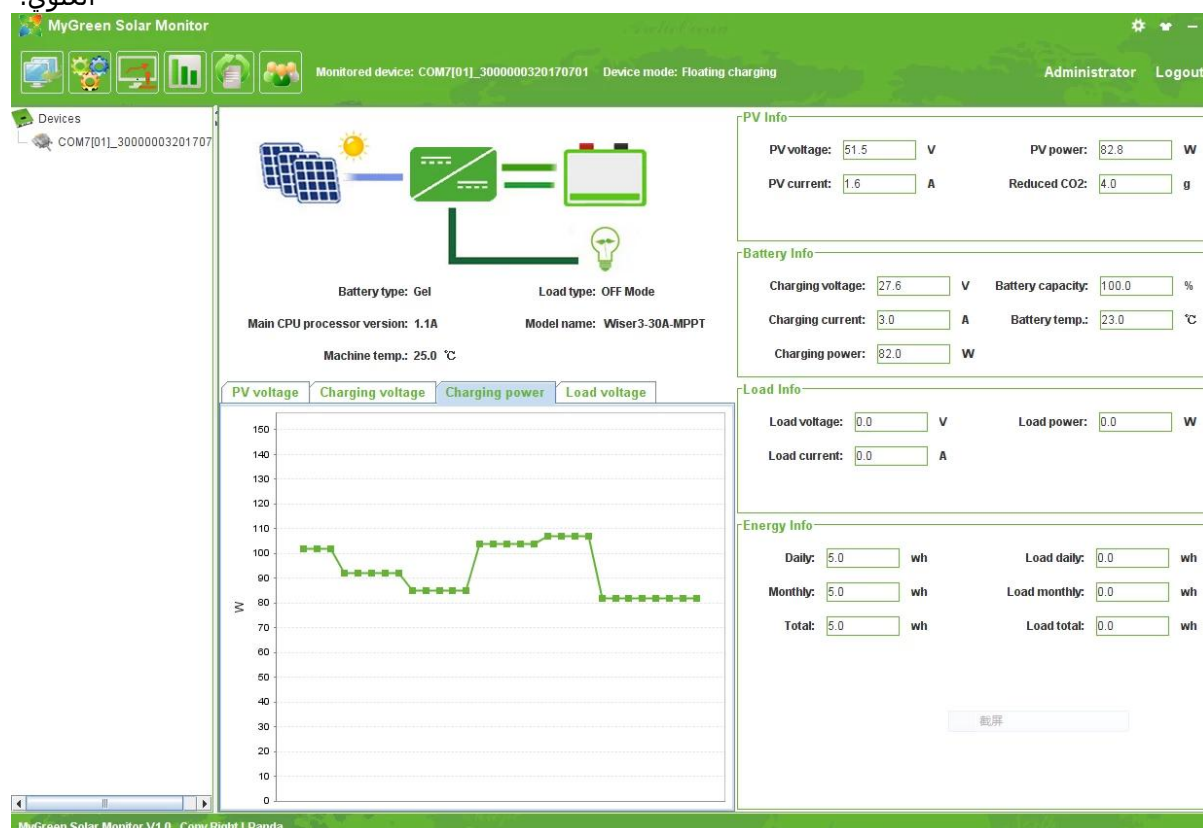 العلوي.
MyGreen Solar Monitor
Monitored device: COM7[01]_3000000320170701 Device mode: Floating charging
Administrator Logout
Devices
COM7[01]_30000003201707
Battery type: Gel Load type: OFF Mode
Main CPU processor version: 1.1A Model name: Wiser3-30A-MPPT
Machine temp.: 25.0 ℃
PV voltage Charging voltage Charging power Load voltage
150
140
130
120
110
100
90
80
70
60
50
40
30
20
10
0
W
PV Info
PV voltage: 51.5 V PV power: 82.8 W
PV current: 1.6 A Reduced CO2: 4.0 g
Battery Info
Charging voltage: 27.6 V Battery capacity: 100.0 %
Charging current: 3.0 A Battery temp.: 23.0 ℃
Charging power: 82.0 W
Load Info
Load voltage: 0.0 V Load power: 0.0 W
Load current: 0.0 A
Energy Info
Daily: 5.0 wh Load daily: 0.0 wh
Monthly: 5.0 wh Load monthly: 0.0 wh
Total: 5.0 wh Load total: 0.0 wh
截屏
MyGreen Solar Monitor V1.0 Copy Right | Panda